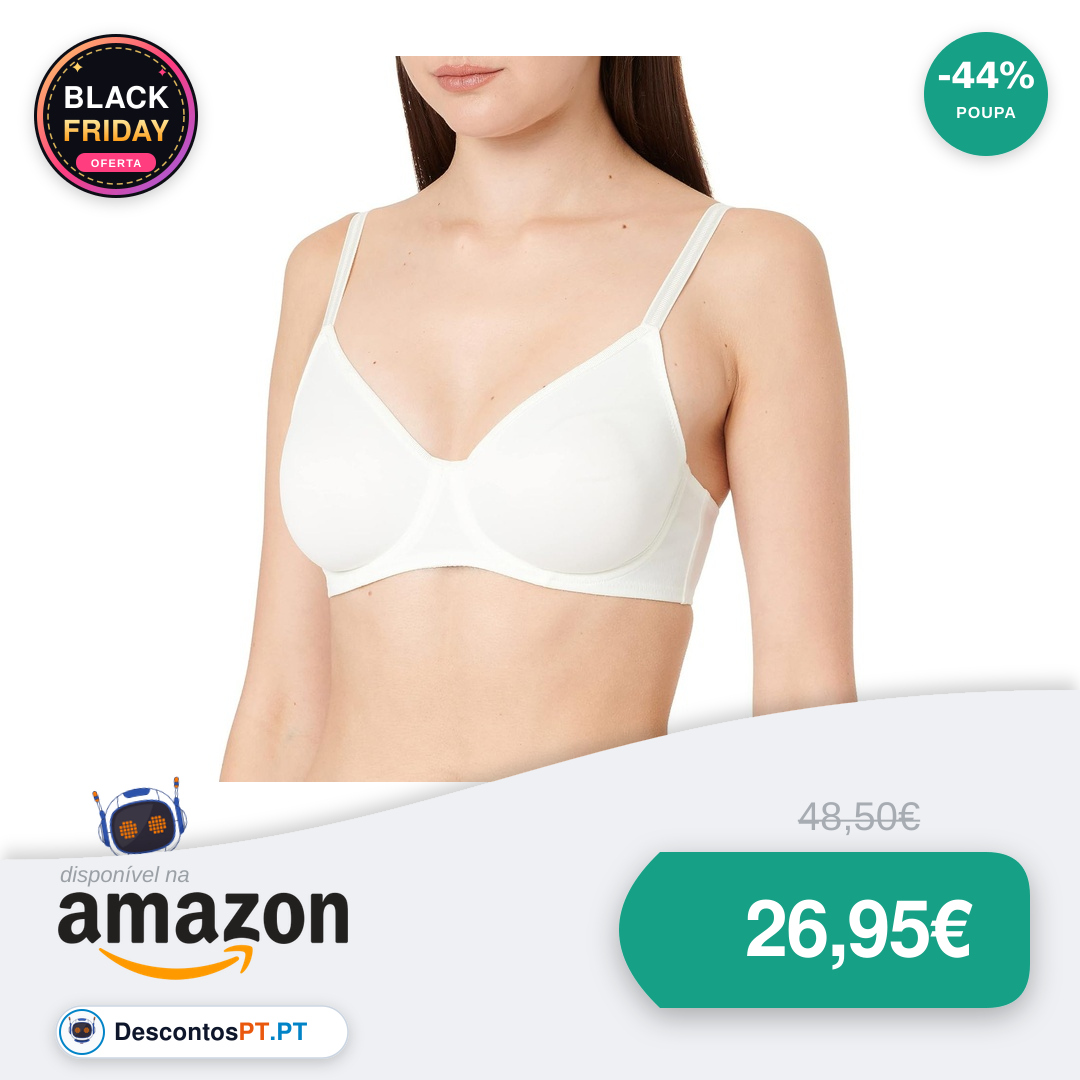 BLACK
FRIDAY
OFERTA
-44%
POUPA
48,50€
26,95€
disponível na
amazon
DescontosPT.PT